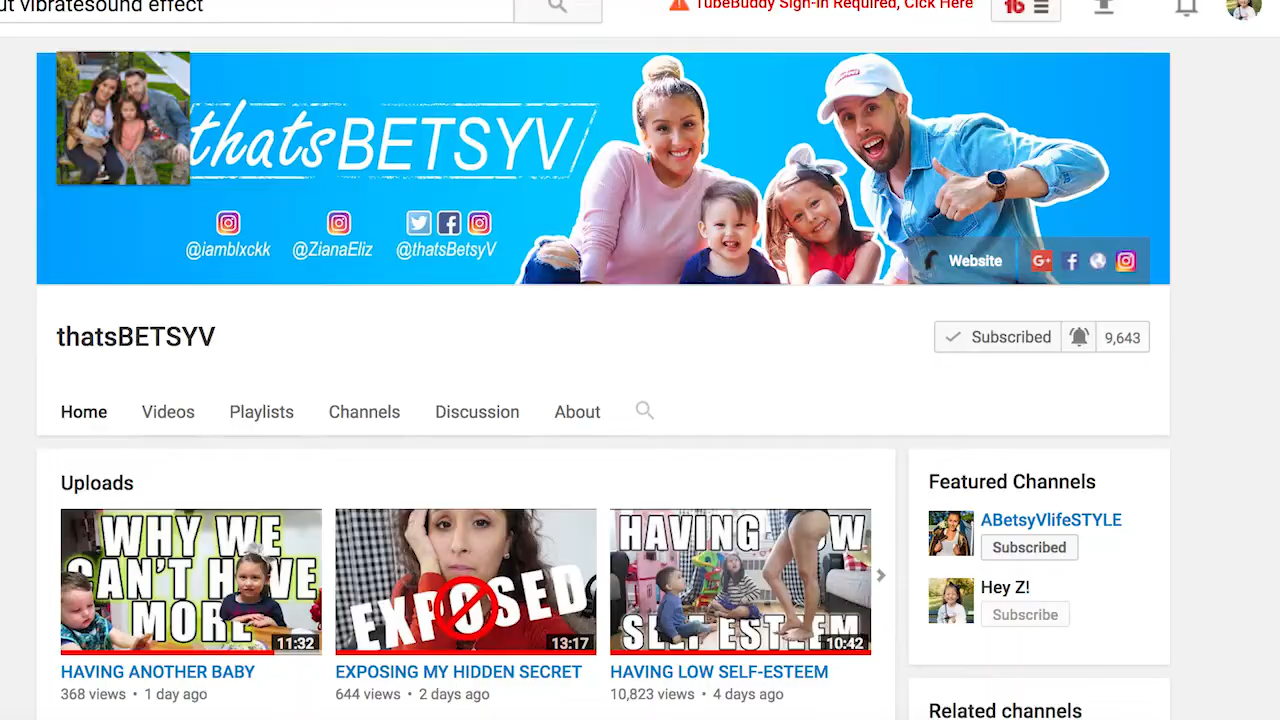 ut vibratesound effect
TubeBuddy Sign-in Required, Click Here
16
thatsBETSYV
@iamblxckk @ZianaEliz @thatsBetsyV
Website
G+
thatsBETSYV
Subscribed 9,643
Home Videos Playlists Channels Discussion About
Uploads
WHY WE
CAN'T HAVE
MORE
11:32
HAVING ANOTHER BABY
368 views • 1 day ago
EXPOSED
13:17
EXPOSING MY HIDDEN SECRET
644 views • 2 days ago
HAVING LOW
SELF-ESTEEM
10:42
HAVING LOW SELF-ESTEEM
10,823 views • 4 days ago
Featured Channels
ABetsyVlifeSTYLE
Subscribed
Hey Z!
Subscribe
Related channels